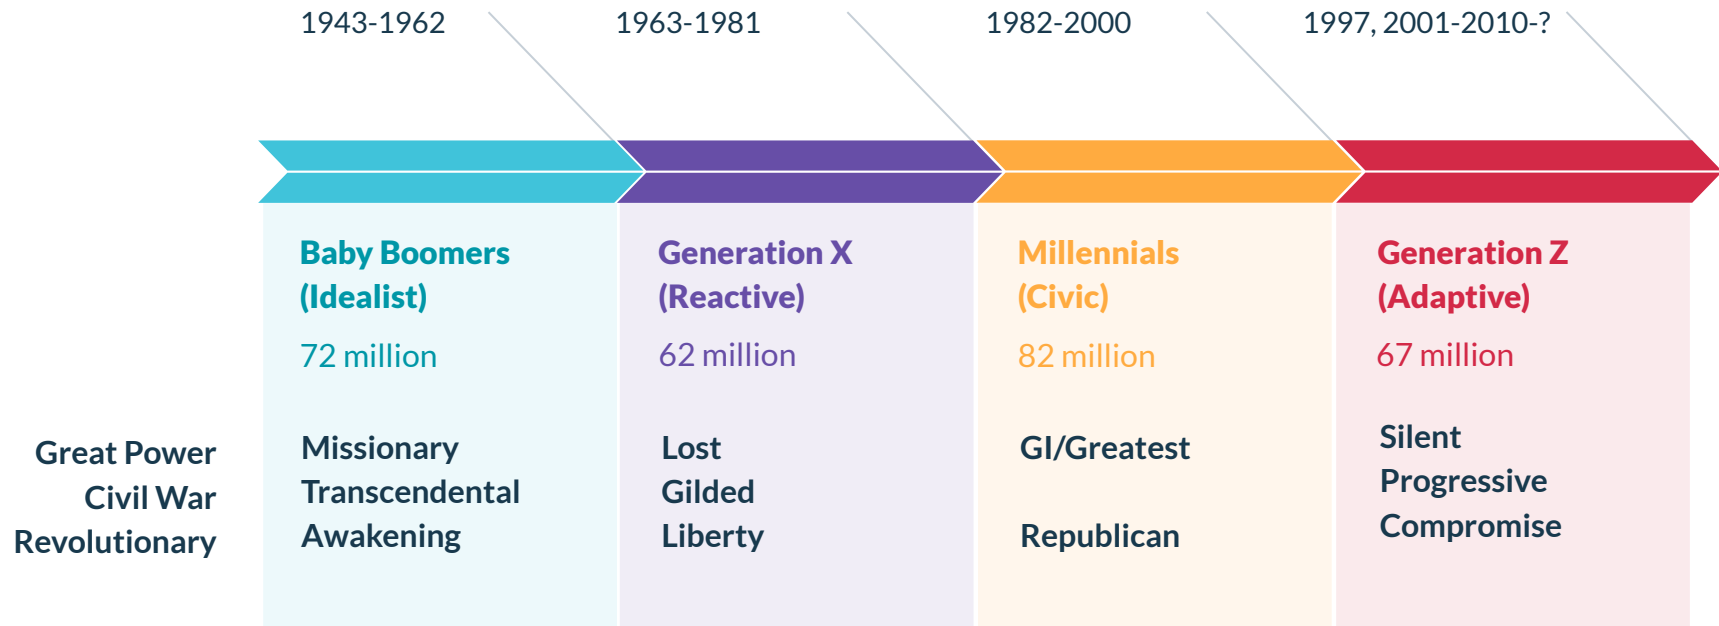 1943-1962
1963-1981
1982-2000
1997, 2001-2010-?
Baby Boomers
(Idealist)
72 million
Generation X
(Reactive)
62 million
Millennials
(Civic)
82 million
Generation Z
(Adaptive)
67 million
Great Power
Civil War
Revolutionary
Missionary
Transcendental
Awakening
Lost
Gilded
Liberty
GI/Greatest
Republican
Silent
Progressive
Compromise